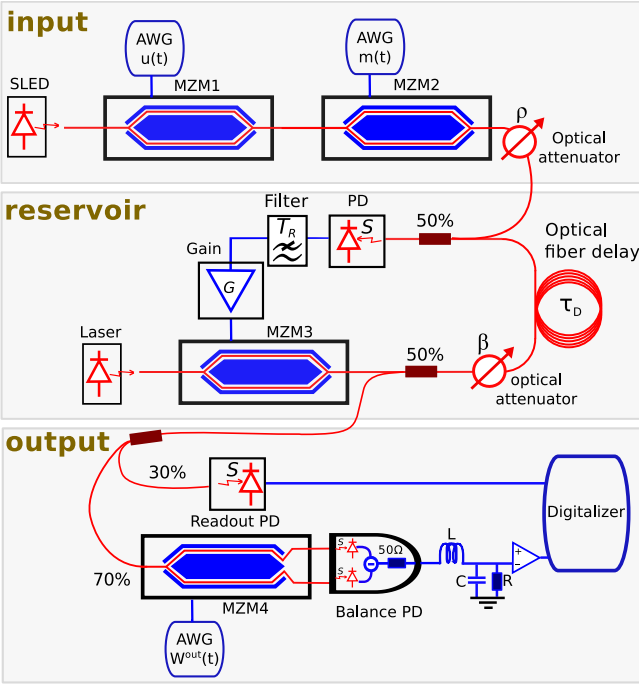 input
AWG
u(t)
AWG
m(t)
SLED
MZM1
MZM2
ρ
Optical
attenuator
reservoir
Filter
PD
50%
Optical
fiber delay
T_R
S
Gain
G
τ_D
Laser
MZM3
50%
β
optical
attenuator
output
30%
S
Readout PD
Digitalizer
70%
S
S
50Ω
L
+
−
C
R
MZM4
Balance PD
AWG
W^out(t)